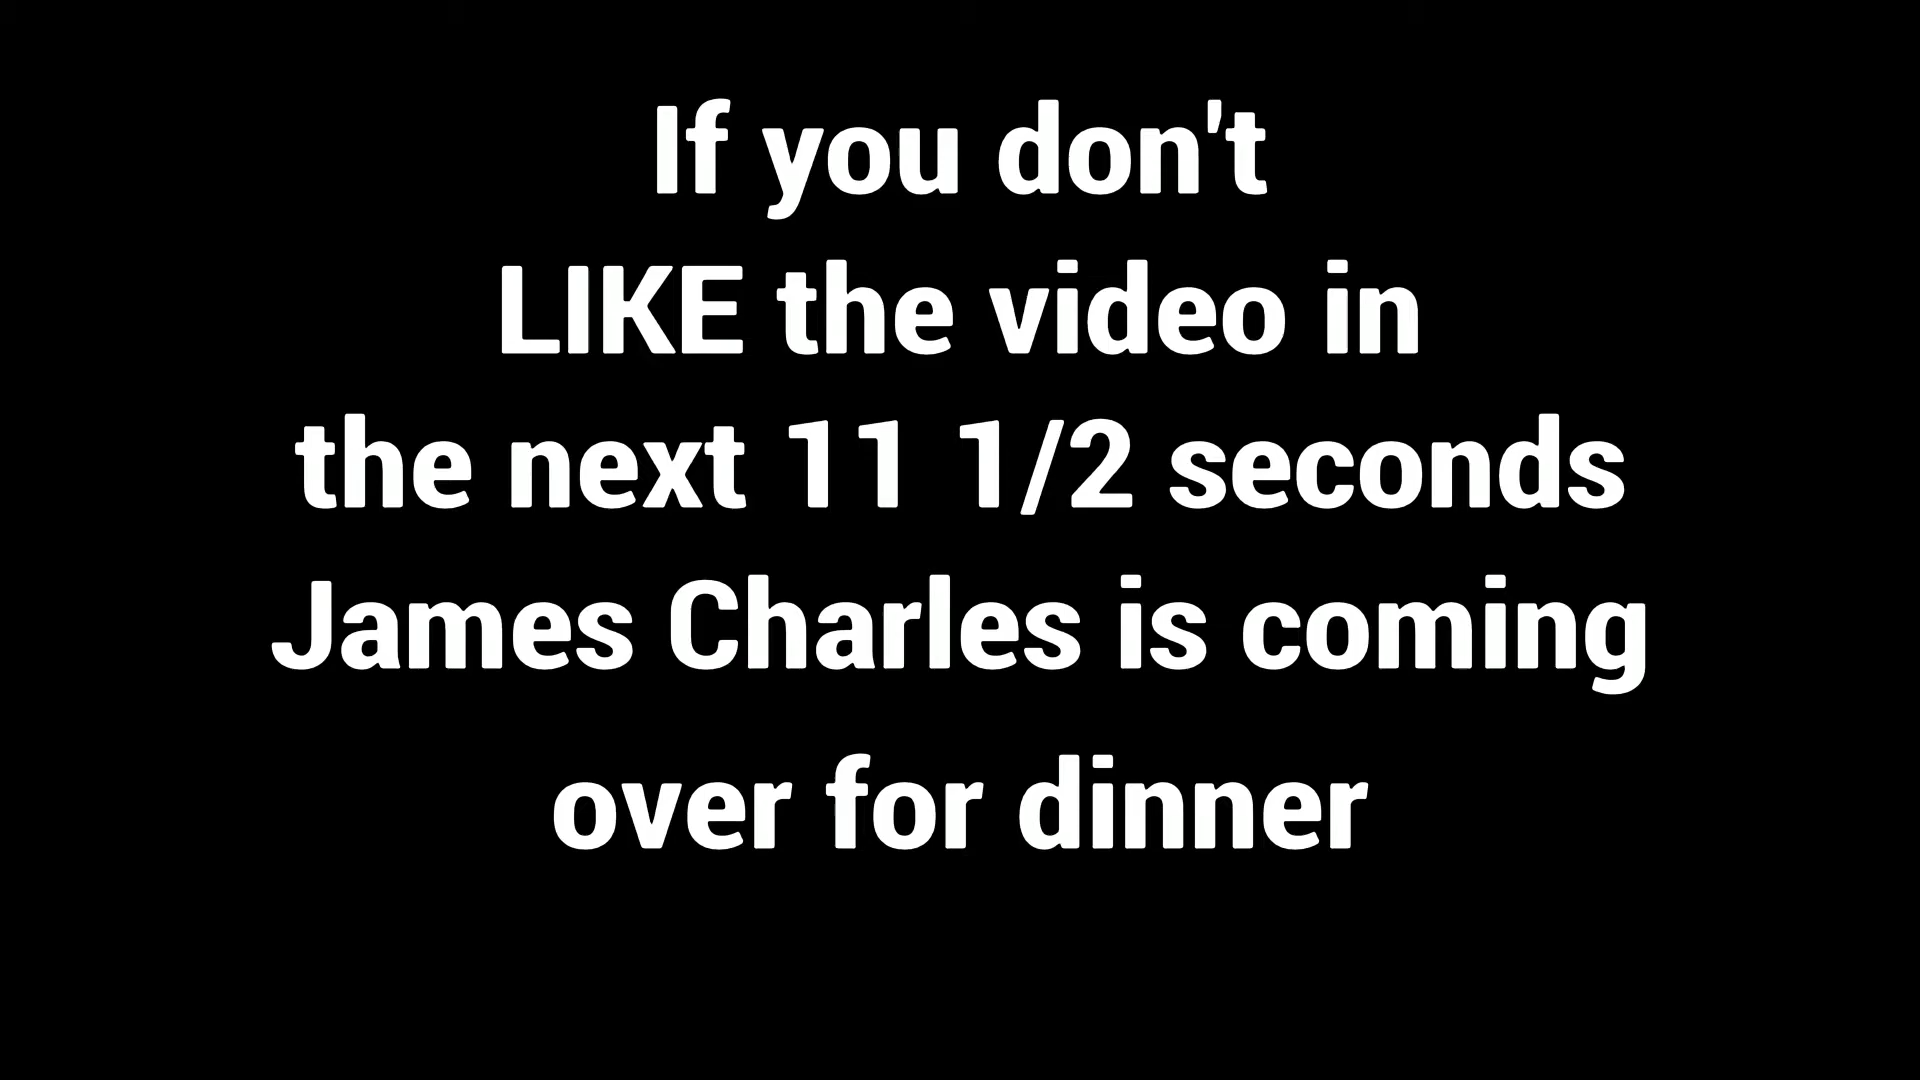 If you don't
LIKE the video in
the next 11 1/2 seconds
James Charles is coming
over for dinner